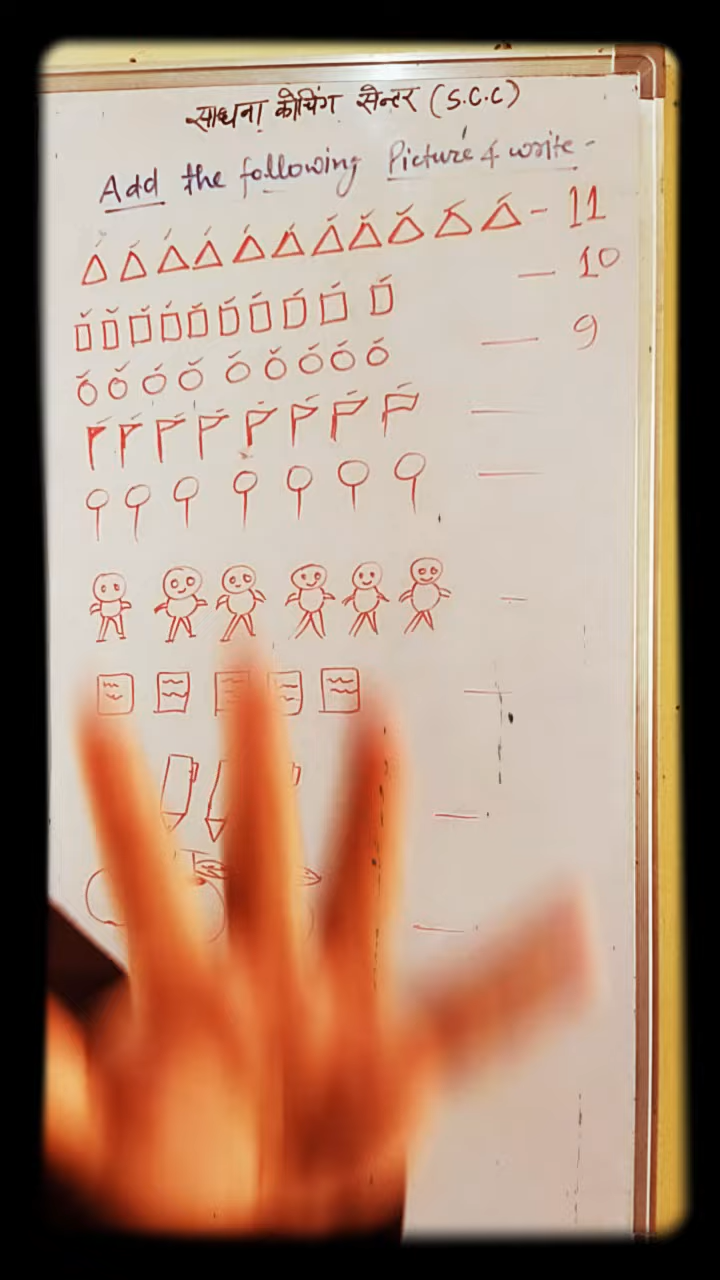 साधना कोचिंग सेन्टर (S.C.C)
Add the following Picture & write -
- 11
- 10
- 9